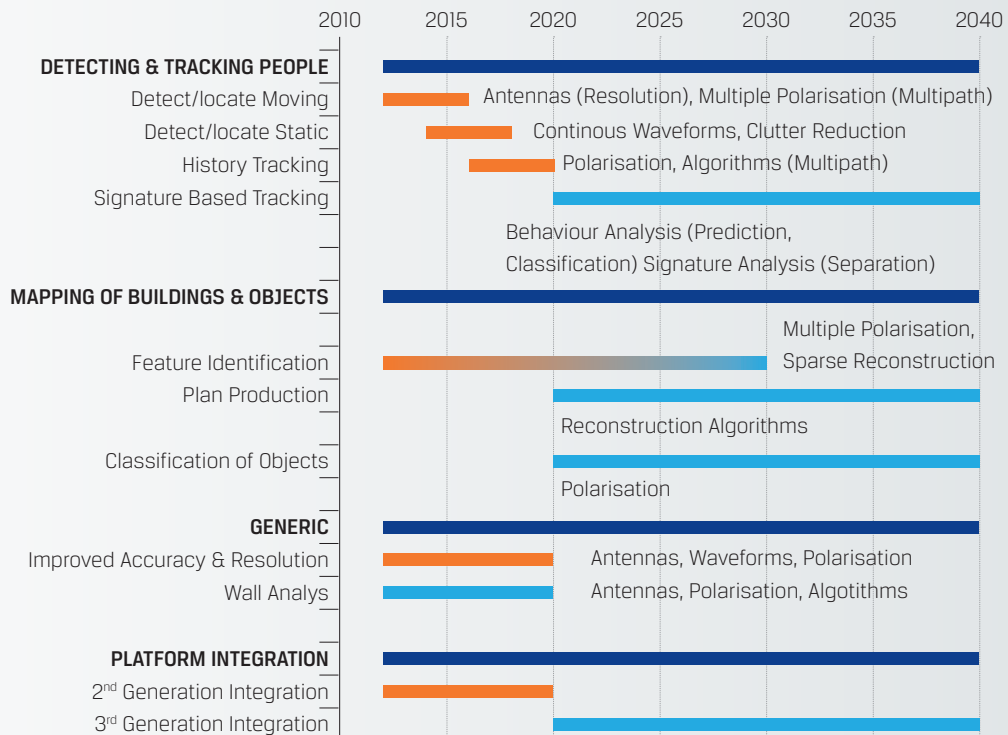 2010 2015 2020 2025 2030 2035 2040
DETECTING & TRACKING PEOPLE
Detect/locate Moving Antennas (Resolution), Multiple Polarisation (Multipath)
Detect/locate Static Continous Waveforms, Clutter Reduction
History Tracking Polarisation, Algorithms (Multipath)
Signature Based Tracking
Behaviour Analysis (Prediction,
Classification) Signature Analysis (Separation)
MAPPING OF BUILDINGS & OBJECTS
Multiple Polarisation,
Feature Identification Sparse Reconstruction
Plan Production
Reconstruction Algorithms
Classification of Objects
Polarisation
GENERIC
Improved Accuracy & Resolution Antennas, Waveforms, Polarisation
Wall Analys Antennas, Polarisation, Algotithms
PLATFORM INTEGRATION
2nd Generation Integration
3rd Generation Integration